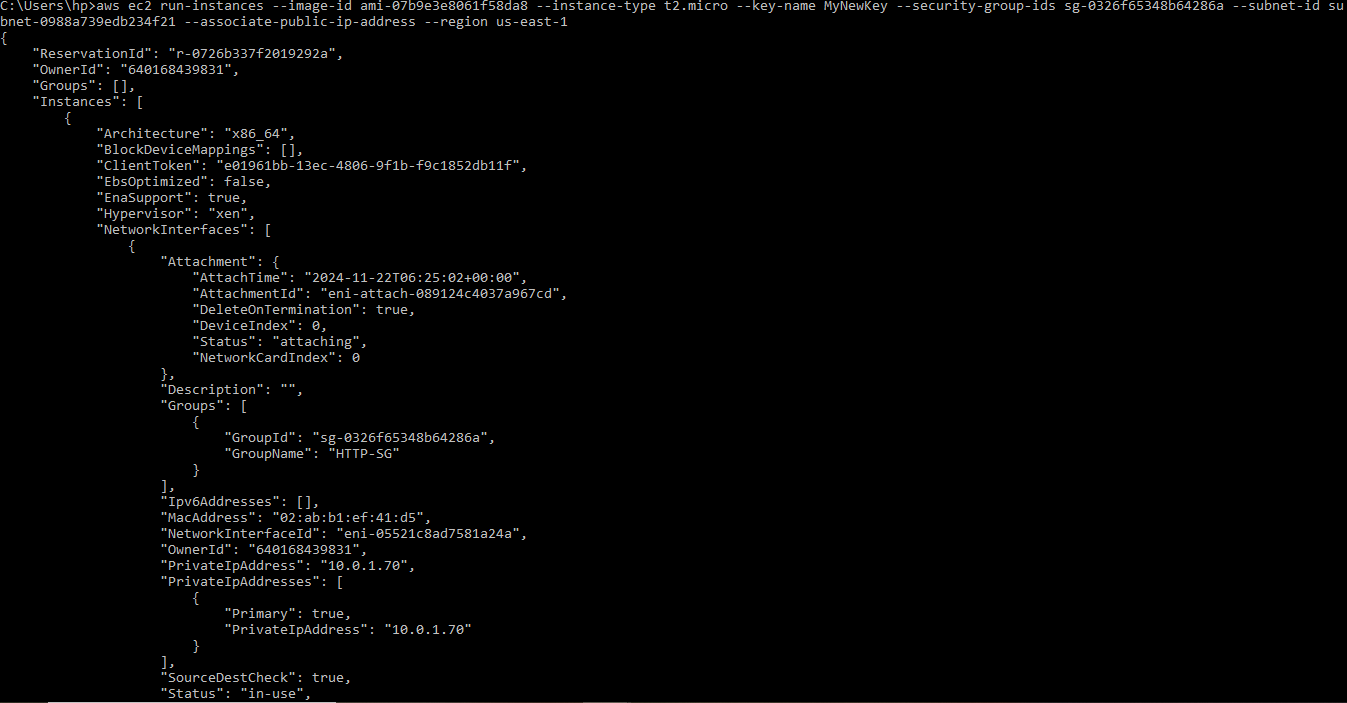 C:\Users\hp>aws ec2 run-instances --image-id ami-07b9e3e8061f58da8 --instance-type t2.micro --key-name MyNewKey --security-group-ids sg-0326f65348b64286a --subnet-id su
bnet-0988a739edb234f21 --associate-public-ip-address --region us-east-1
{
    "ReservationId": "r-0726b337f2019292a",
    "OwnerId": "640168439831",
    "Groups": [],
    "Instances": [
        {
            "Architecture": "x86_64",
            "BlockDeviceMappings": [],
            "ClientToken": "e01961bb-13ec-4806-9f1b-f9c1852db11f",
            "EbsOptimized": false,
            "EnaSupport": true,
            "Hypervisor": "xen",
            "NetworkInterfaces": [
                {
                    "Attachment": {
                        "AttachTime": "2024-11-22T06:25:02+00:00",
                        "AttachmentId": "eni-attach-089124c4037a967cd",
                        "DeleteOnTermination": true,
                        "DeviceIndex": 0,
                        "Status": "attaching",
                        "NetworkCardIndex": 0
                    },
                    "Description": "",
                    "Groups": [
                        {
                            "GroupId": "sg-0326f65348b64286a",
                            "GroupName": "HTTP-SG"
                        }
                    ],
                    "Ipv6Addresses": [],
                    "MacAddress": "02:ab:b1:ef:41:d5",
                    "NetworkInterfaceId": "eni-05521c8ad7581a24a",
                    "OwnerId": "640168439831",
                    "PrivateIpAddress": "10.0.1.70",
                    "PrivateIpAddresses": [
                        {
                            "Primary": true,
                            "PrivateIpAddress": "10.0.1.70"
                        }
                    ],
                    "SourceDestCheck": true,
                    "Status": "in-use",